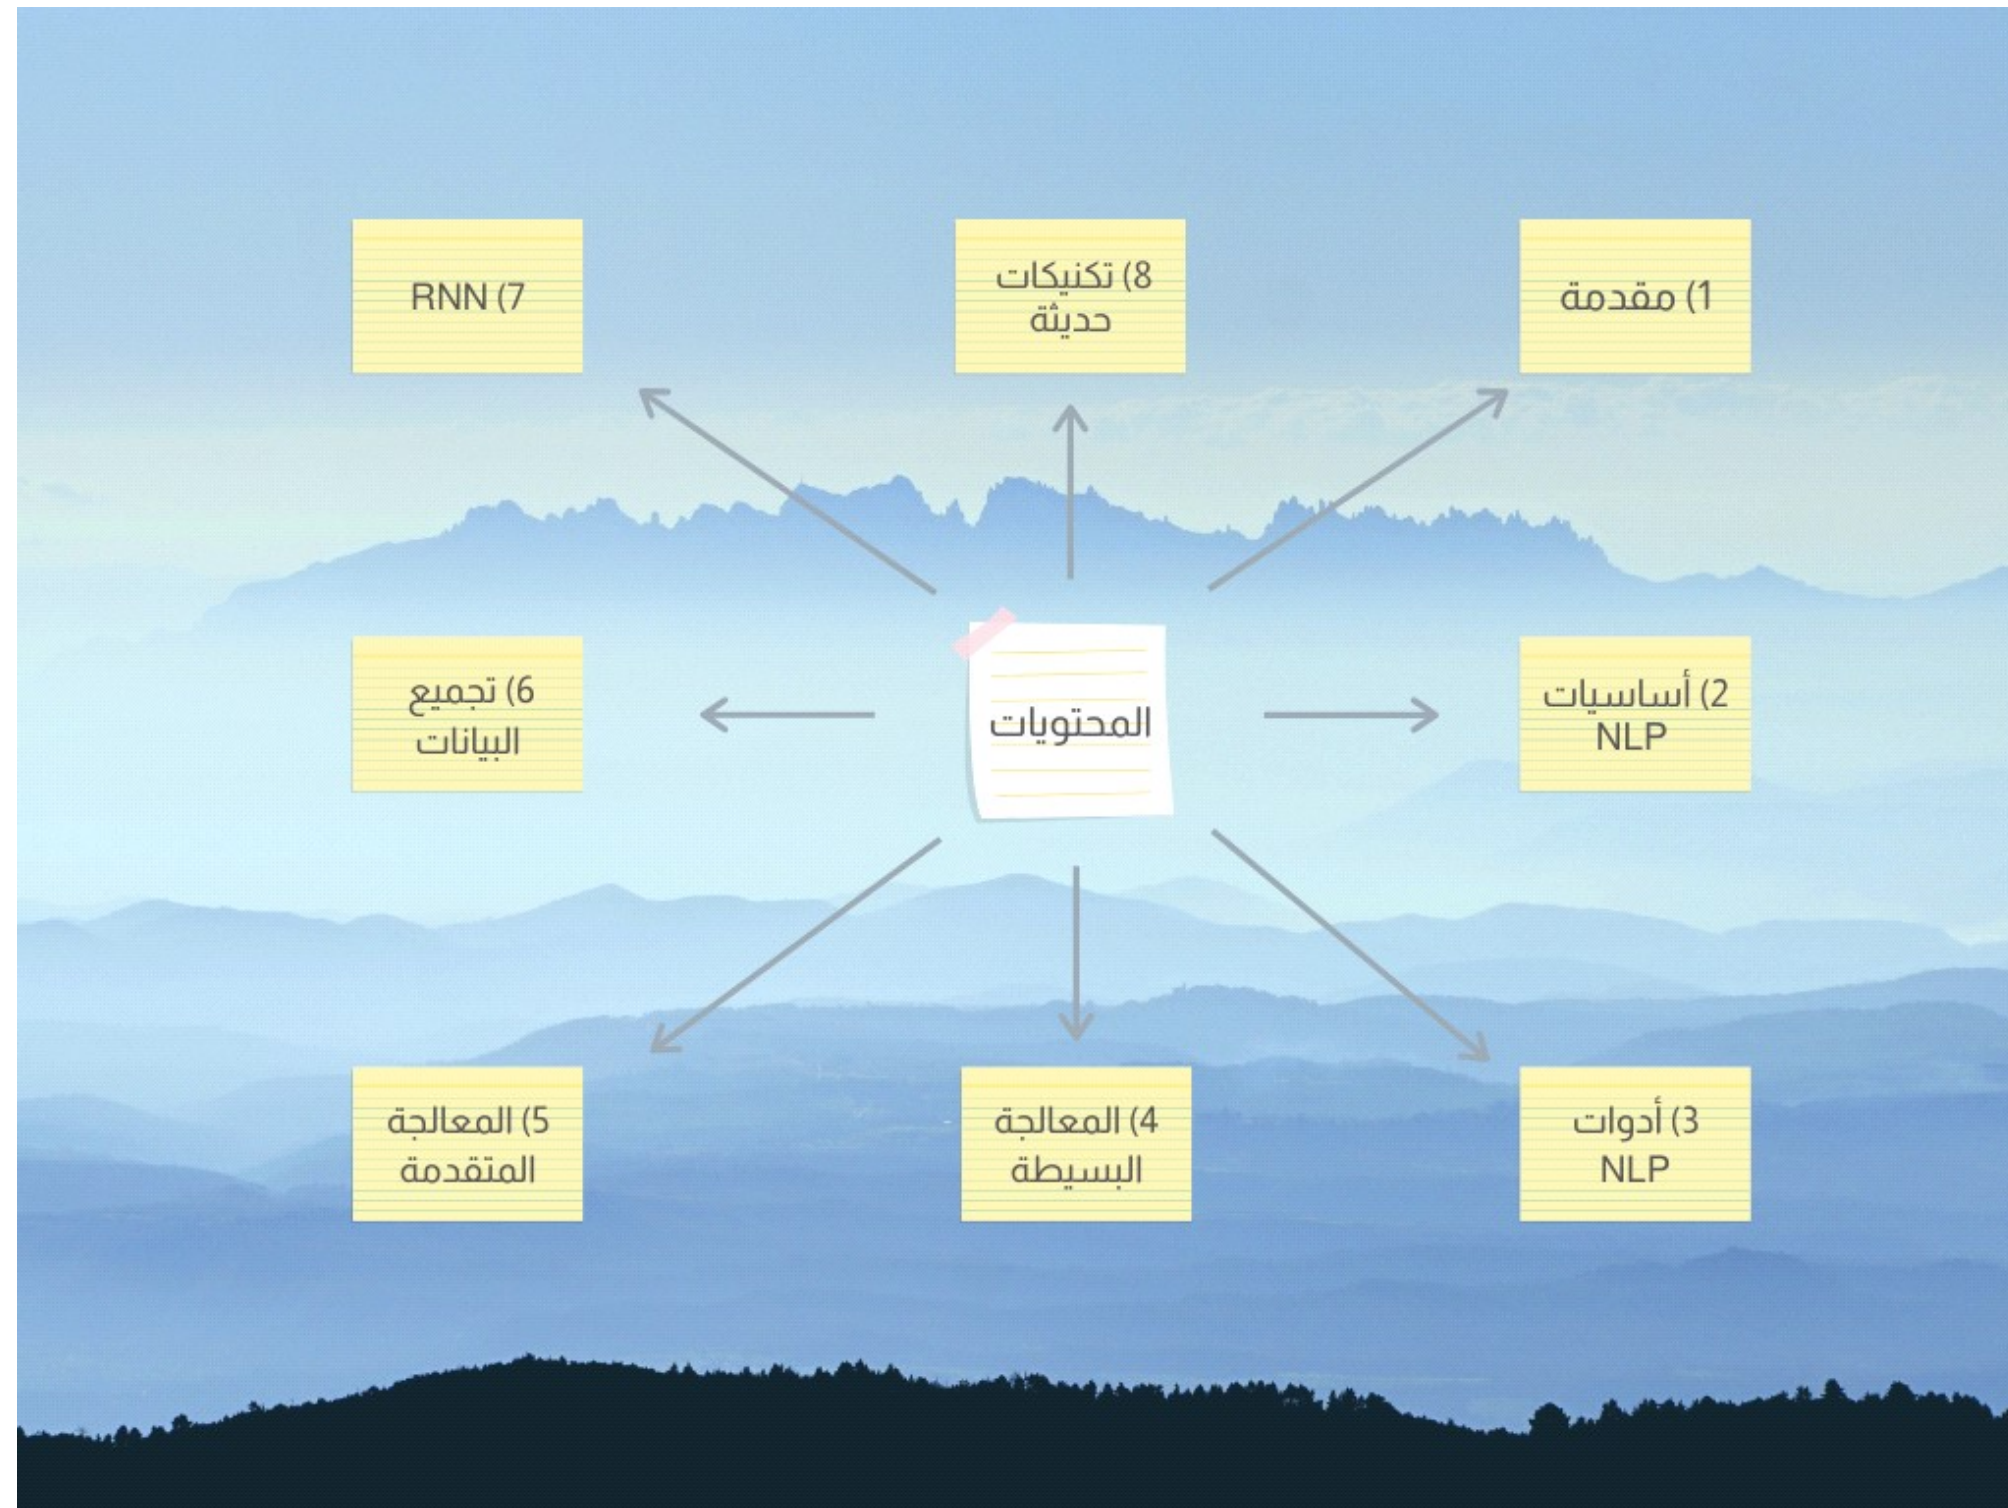 المحتويات
1) مقدمة
2) أساسيات
NLP
3) أدوات
NLP
4) المعالجة
البسيطة
5) المعالجة
المتقدمة
6) تجميع
البيانات
7) RNN
8) تكنيكات
حديثة